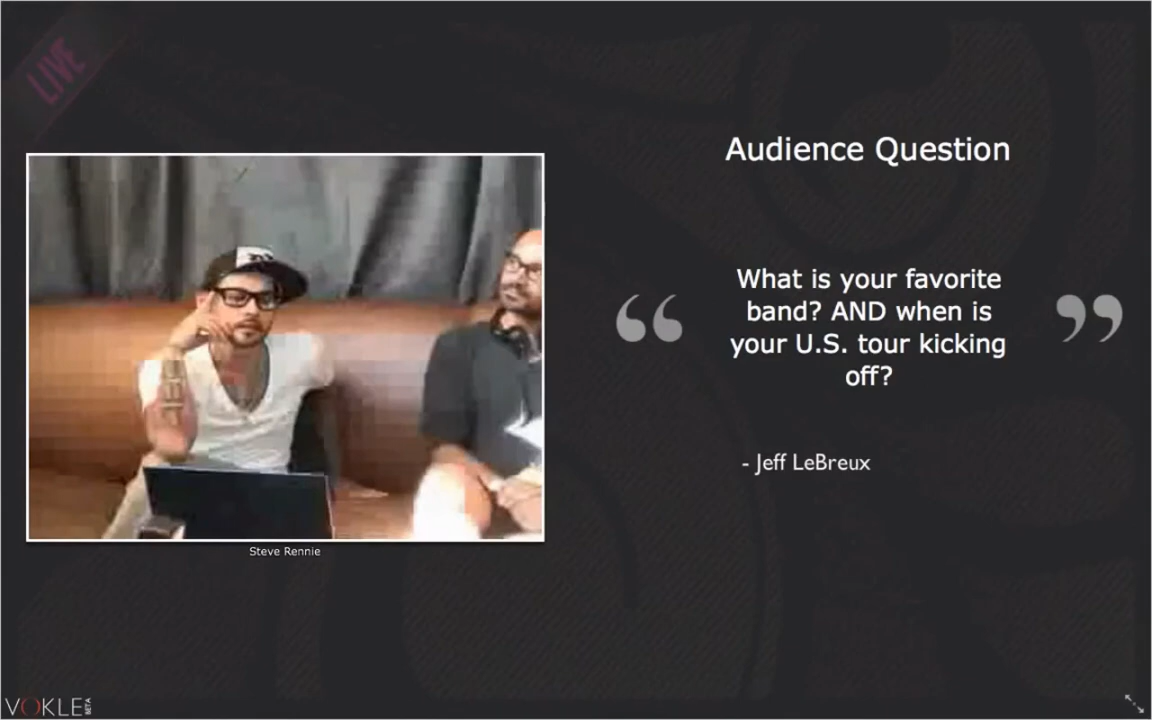 LIVE
Audience Question
“ What is your favorite
band? AND when is
your U.S. tour kicking
off? ”
- Jeff LeBreux
Steve Rennie
VOKLE BETA